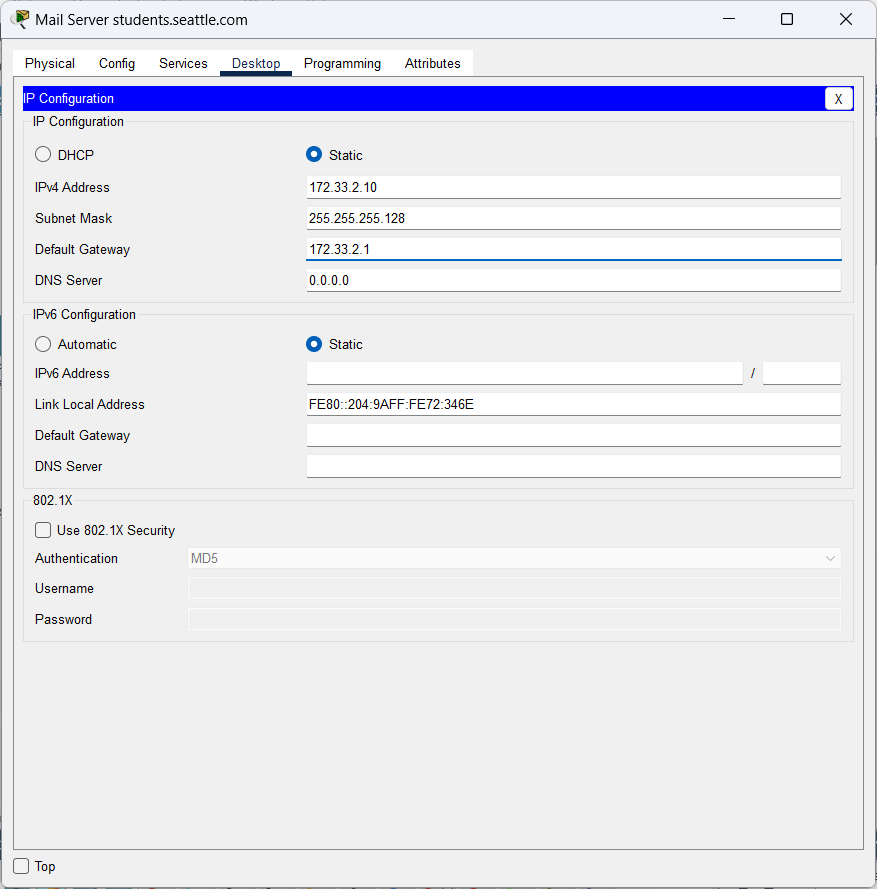 Mail Server students.seattle.com
Physical Config Services Desktop Programming Attributes
IP Configuration X
IP Configuration
DHCP Static
IPv4 Address 172.33.2.10
Subnet Mask 255.255.255.128
Default Gateway 172.33.2.1
DNS Server 0.0.0.0
IPv6 Configuration
Automatic Static
IPv6 Address /
Link Local Address FE80::204:9AFF:FE72:346E
Default Gateway
DNS Server
802.1X
Use 802.1X Security
Authentication MD5
Username
Password
Top